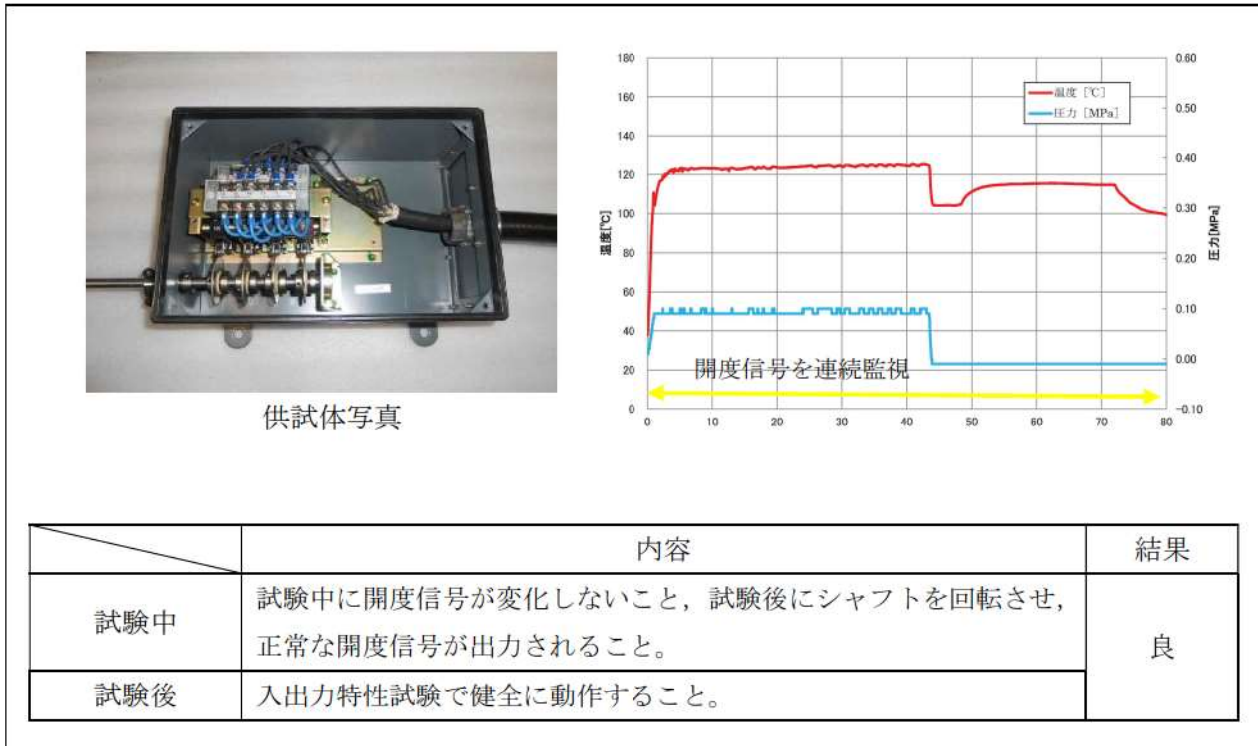 180
160
140
120
100
80
60
40
20
0
温度[℃]
0.60
0.50
0.40
0.30
0.20
0.10
0.00
-0.10
圧力[MPa]
温度 [℃]
圧力 [MPa]
開度信号を連続監視
0 10 20 30 40 50 60 70 80
供試体写真
内容 結果
試験中 試験中に開度信号が変化しないこと,試験後にシャフトを回転させ,
正常な開度信号が出力されること。
良
試験後 入出力特性試験で健全に動作すること。